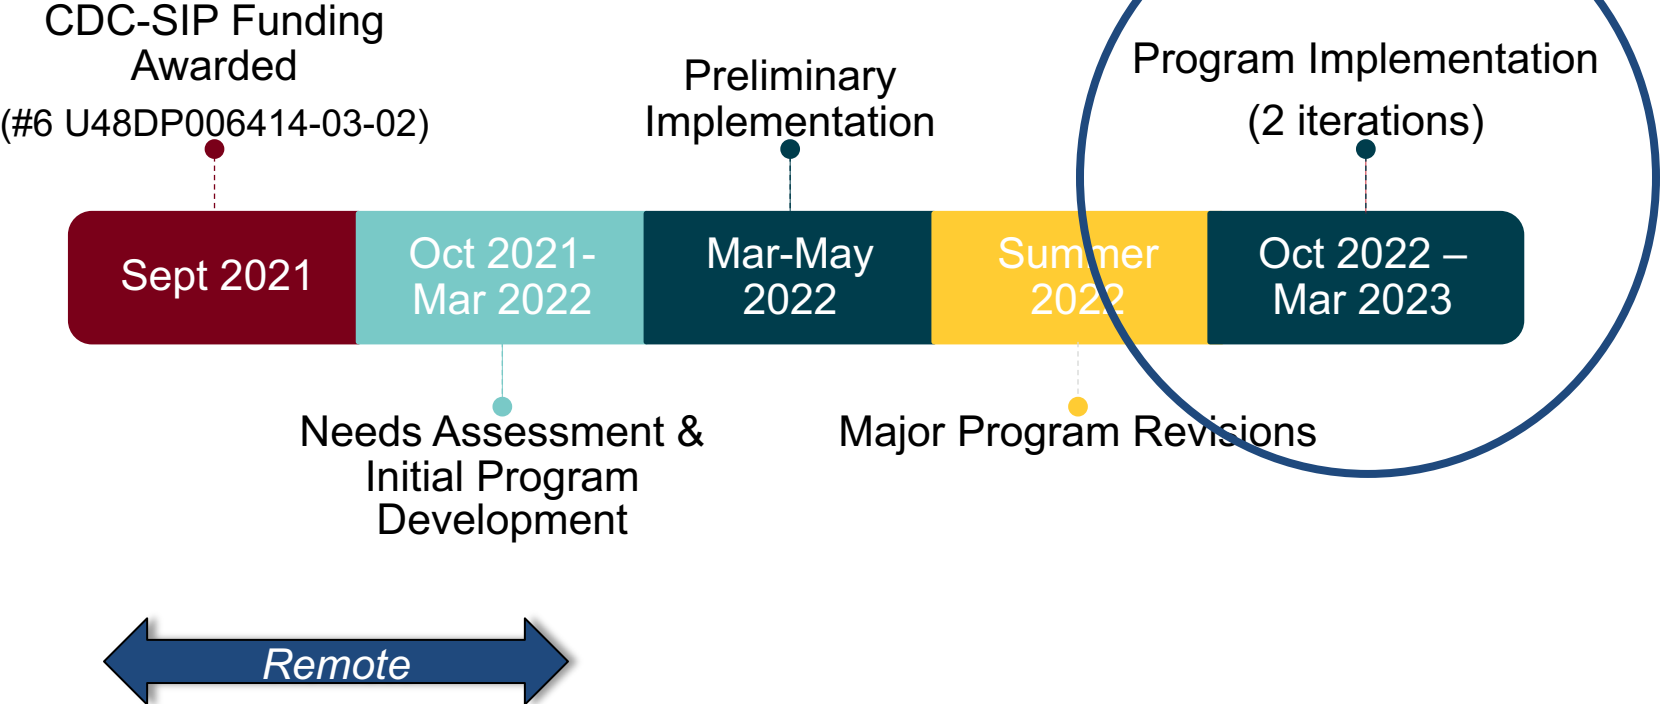 CDC-SIP Funding
Awarded
(#6 U48DP006414-03-02)
Preliminary
Implementation
Program Implementation
(2 iterations)
Sept 2021
Oct 2021-
Mar 2022
Mar-May
2022
Summer
2022
Oct 2022 –
Mar 2023
Needs Assessment &
Initial Program
Development
Major Program Revisions
Remote